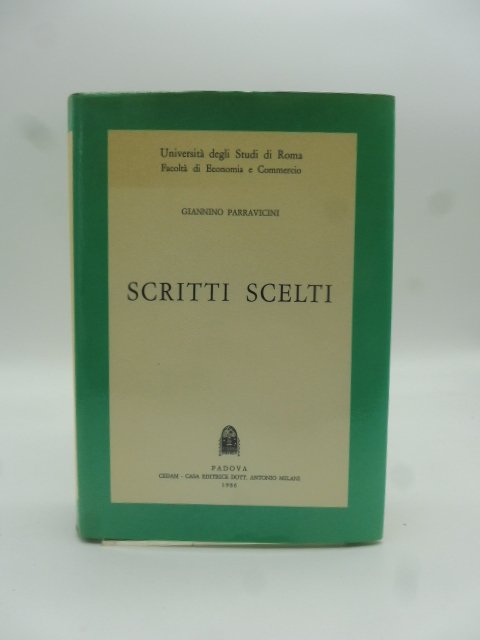 Università degli Studi di Roma
Facoltà di Economia e Commercio
GIANNINO PARRAVICINI
SCRITTI SCELTI
PADOVA
CEDAM - CASA EDITRICE DOTT. ANTONIO MILANI
1986